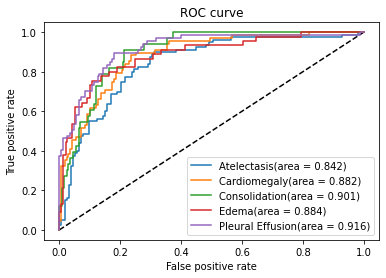 ROC curve
True positive rate
1.0
0.8
0.6
0.4
0.2
0.0
Atelectasis(area = 0.842)
Cardiomegaly(area = 0.882)
Consolidation(area = 0.901)
Edema(area = 0.884)
Pleural Effusion(area = 0.916)
0.0 0.2 0.4 0.6 0.8 1.0
False positive rate